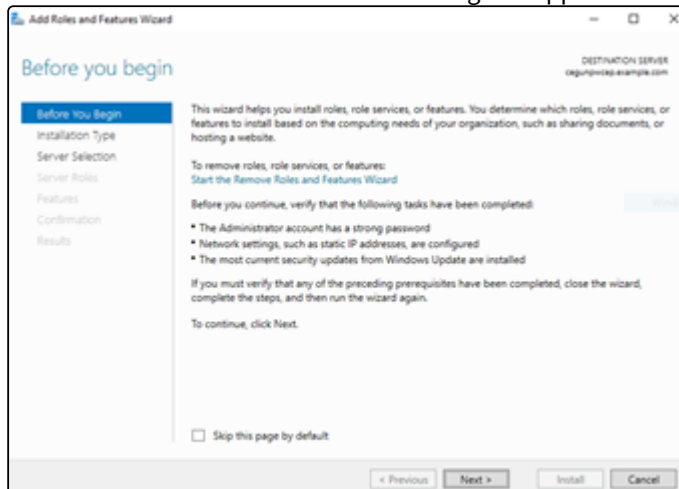 Add Roles and Features Wizard
Before you begin
DESTINATION SERVER
cegunpwcep.example.com
Before You Begin
Installation Type
Server Selection
Server Roles
Features
Confirmation
Results
This wizard helps you install roles, role services, or features. You determine which roles, role services, or
features to install based on the computing needs of your organization, such as sharing documents, or
hosting a website.
To remove roles, role services, or features:
Start the Remove Roles and Features Wizard
Before you continue, verify that the following tasks have been completed:
• The Administrator account has a strong password
• Network settings, such as static IP addresses, are configured
• The most current security updates from Windows Update are installed
If you must verify that any of the preceding prerequisites have been completed, close the wizard,
complete the steps, and then run the wizard again.
To continue, click Next.
Skip this page by default
< Previous
Next >
Install
Cancel